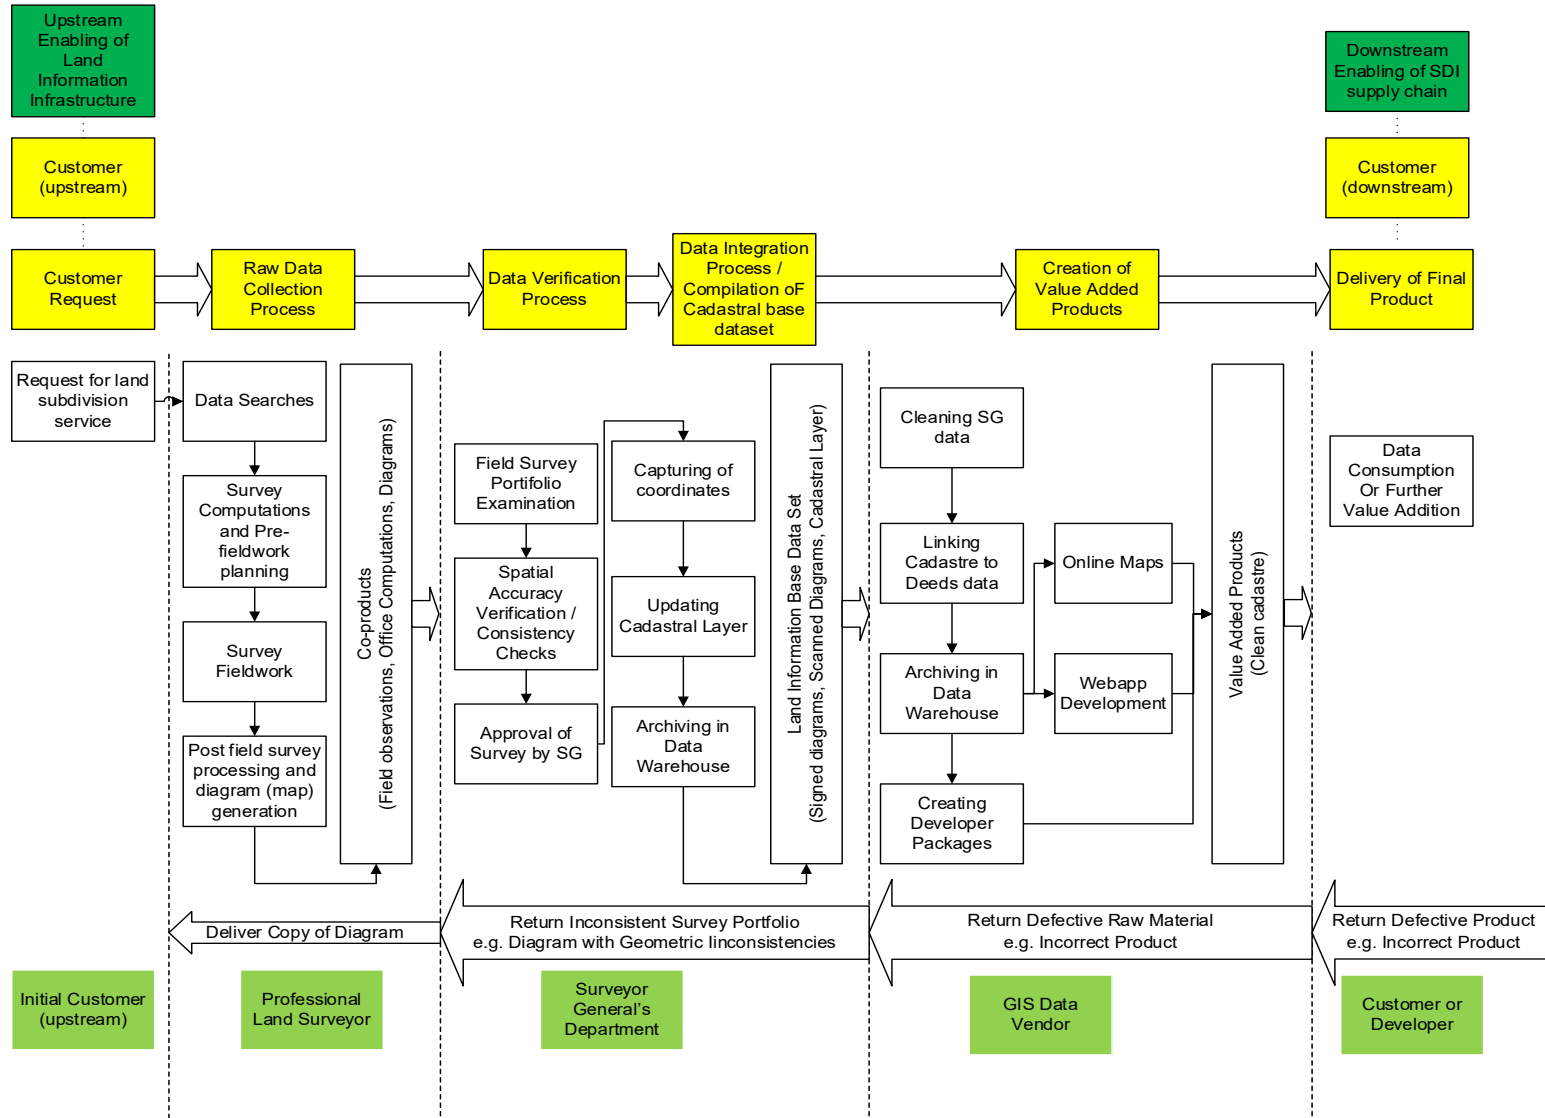 Upstream
Enabling of
Land
Information
Infrastructure
Downstream
Enabling of SDI
supply chain
Customer
(upstream)
Customer
(downstream)
Customer
Request
Raw Data
Collection
Process
Data Verification
Process
Data Integration
Process /
Compilation oF
Cadastral base
dataset
Creation of
Value Added
Products
Delivery of Final
Product
Request for land
subdivision
service
Data Searches
Survey
Computations
and Pre-
fieldwork
planning
Survey
Fieldwork
Post field survey
processing and
diagram (map)
generation
Co-products
(Field observations, Office Computations, Diagrams)
Field Survey
Portifolio
Examination
Spatial
Accuracy
Verification /
Consistency
Checks
Approval of
Survey by SG
Capturing of
coordinates
Updating
Cadastral Layer
Archiving in
Data
Warehouse
Land Information Base Data Set
(Signed diagrams, Scanned Diagrams, Cadastral Layer)
Cleaning SG
data
Linking
Cadastre to
Deeds data
Archiving in
Data
Warehouse
Creating
Developer
Packages
Online Maps
Webapp
Development
Value Added Products
(Clean cadastre)
Data
Consumption
Or Further
Value Addition
Deliver Copy of Diagram
Return Inconsistent Survey Portfolio
e.g. Diagram with Geometric Iinconsistencies
Return Defective Raw Material
e.g. Incorrect Product
Return Defective Product
e.g. Incorrect Product
Initial Customer
(upstream)
Professional
Land Surveyor
Surveyor
General's
Department
GIS Data
Vendor
Customer or
Developer